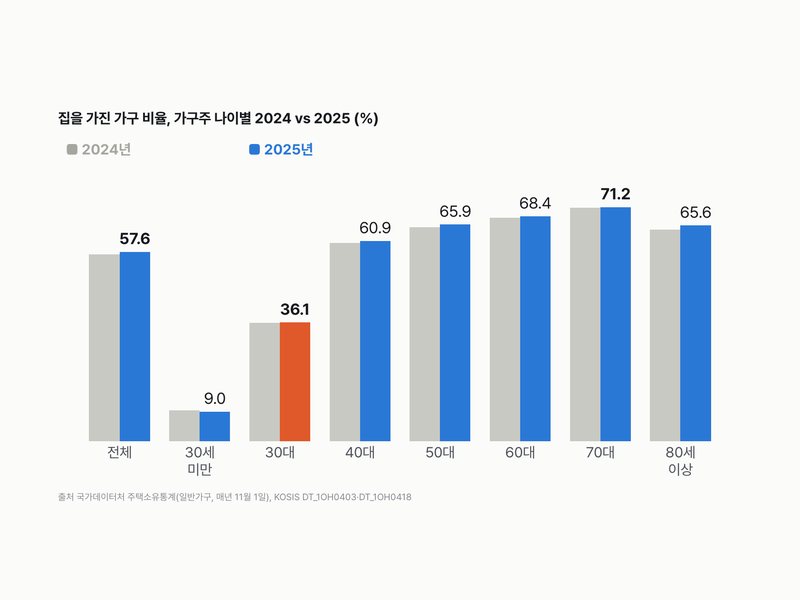 집을 가진 가구 비율, 가구주 나이별 2024 vs 2025 (%)
2024년
2025년
57.6
9.0
36.1
60.9
65.9
68.4
71.2
65.6
전체
30세
미만
30대
40대
50대
60대
70대
80세
이상
출처 국가데이터처 주택소유통계(일반가구, 매년 11월 1일), KOSIS DT_1OH0403·DT_1OH0418